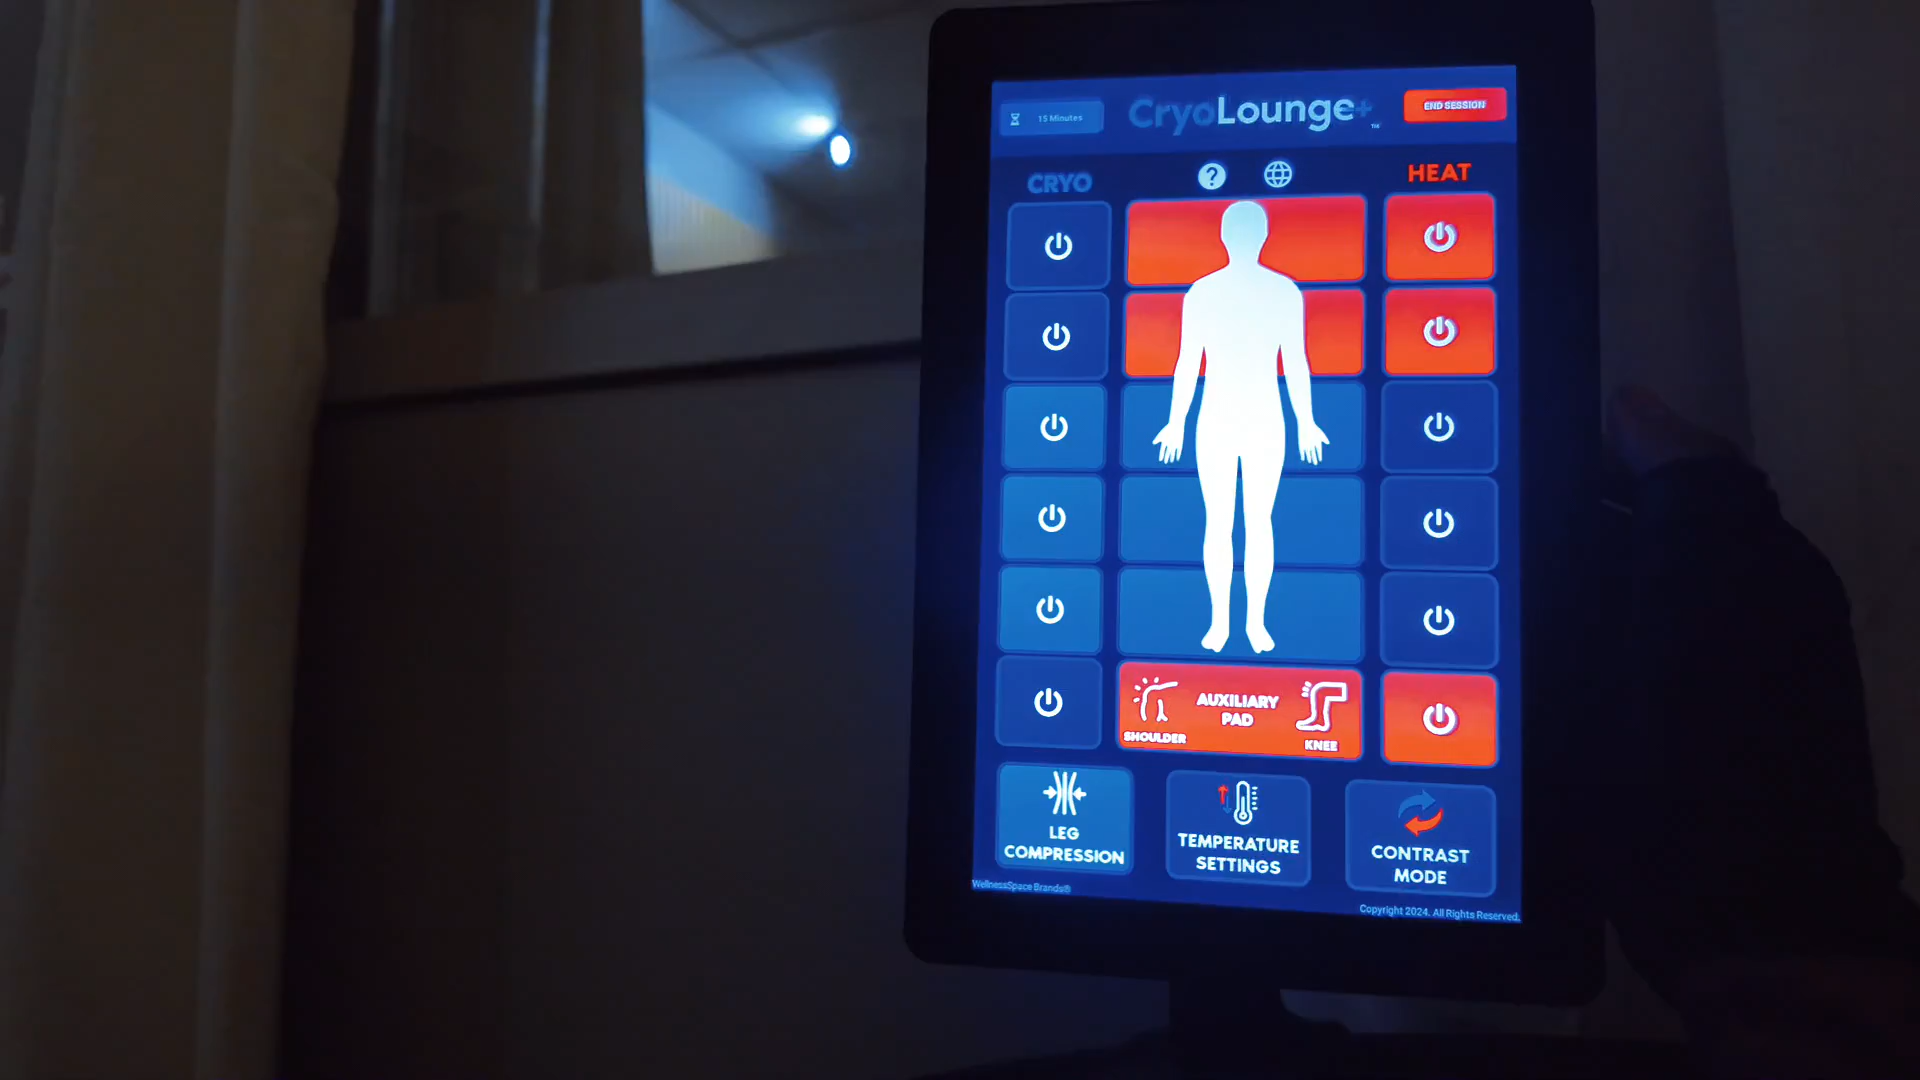 15 Minutes
CryoLounge+™
END SESSION
CRYO
?
HEAT
AUXILIARY
PAD
SHOULDER
KNEE
LEG
COMPRESSION
TEMPERATURE
SETTINGS
CONTRAST
MODE
WellnessSpace Brands®
Copyright 2024. All Rights Reserved.